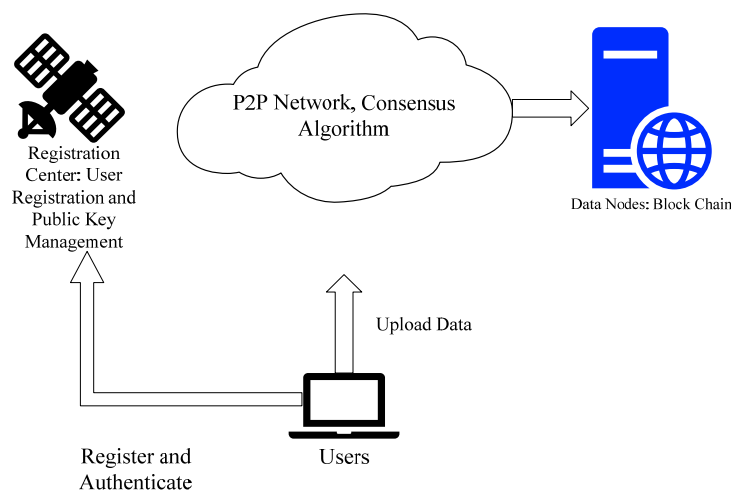 P2P Network, Consensus
Algorithm
Registration
Center: User
Registration and
Public Key
Management
Data Nodes: Block Chain
Upload Data
Register and
Authenticate
Users